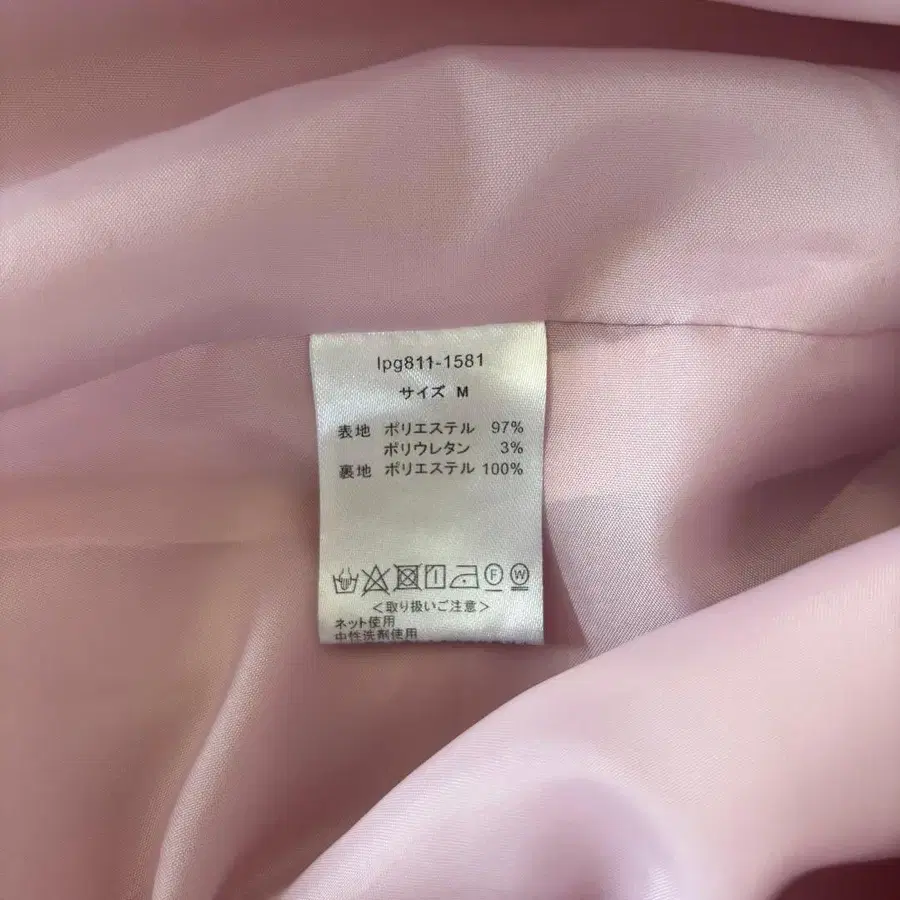 lpg811-1581
サイズ M
表地 ポリエステル 97%
ポリウレタン 3%
裏地 ポリエステル 100%
F W
<取り扱いご注意>
ネット使用
中性洗剤使用